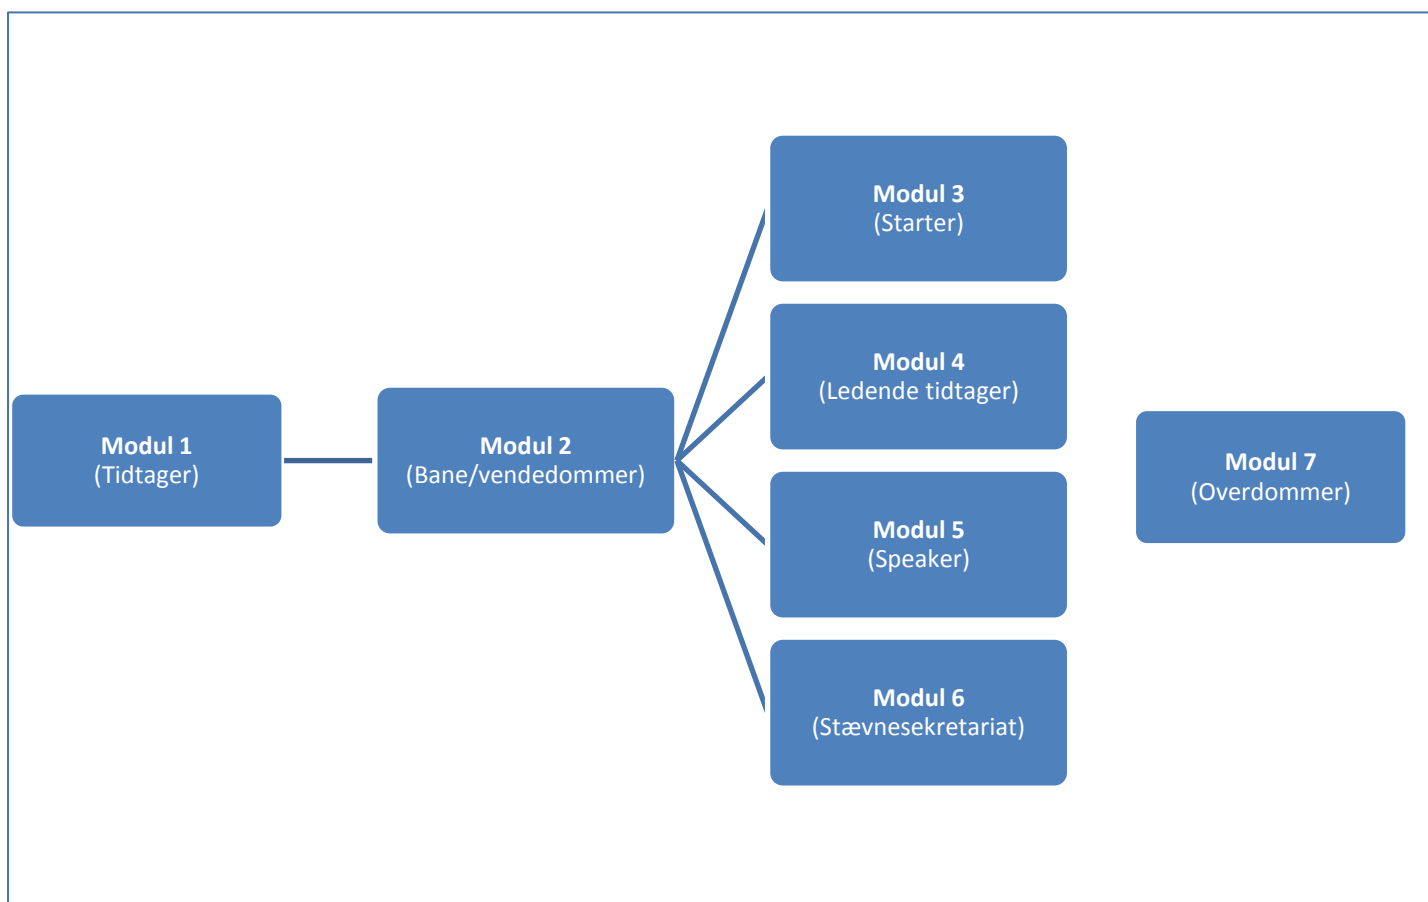 Modul 1
(Tidtager)
Modul 2
(Bane/vendedommer)
Modul 3
(Starter)
Modul 4
(Ledende tidtager)
Modul 5
(Speaker)
Modul 6
(Stævnesekretariat)
Modul 7
(Overdommer)